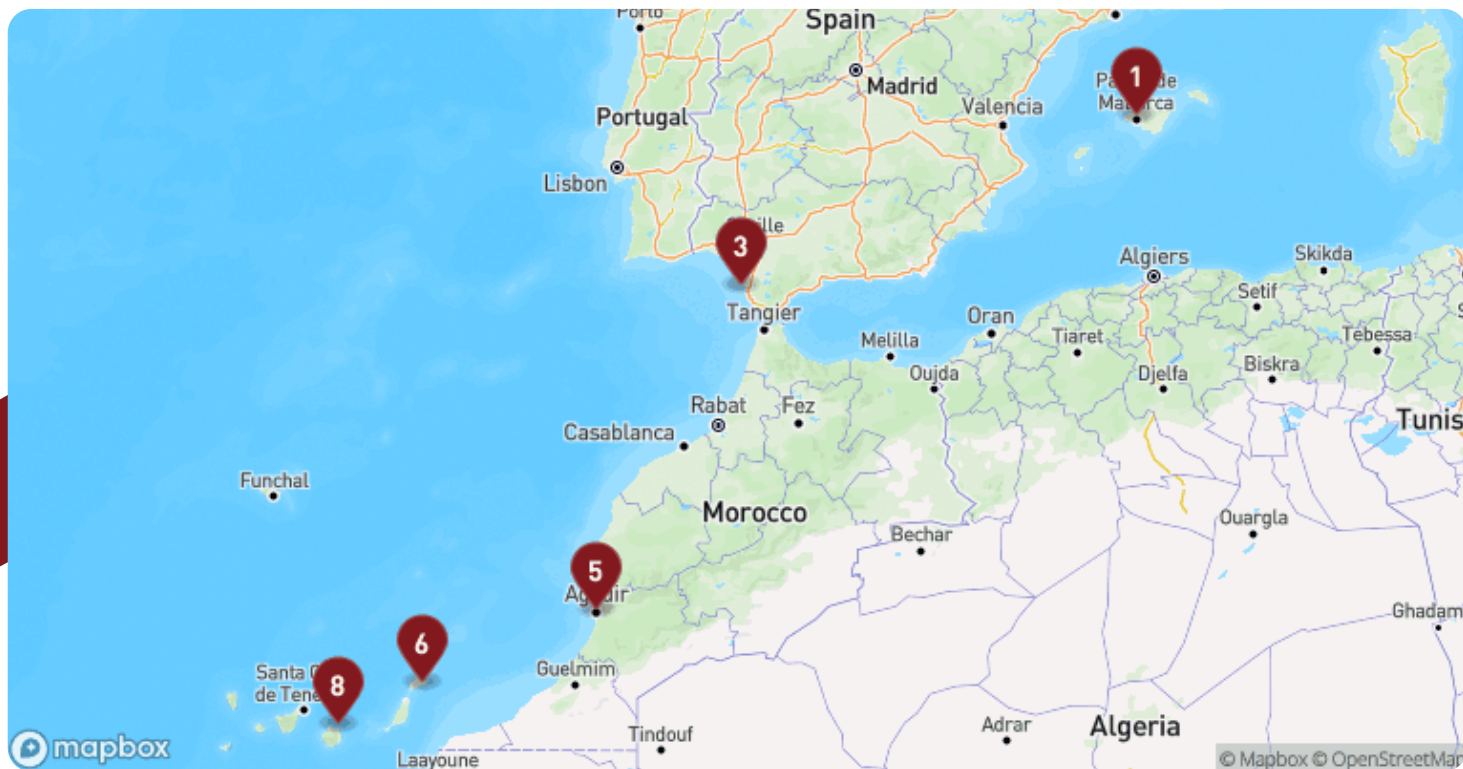 Porto
Spain
1
Madrid
Valencia
Portugal
Lisbon
3
Tangier
Algiers
Skikda
Setif
Oran
Tiaret
Tebessa
Melilla
Oujda
Djelfa
Biskra
Rabat
Fez
Casablanca
Tunis
Funchal
Morocco
Ouargla
Bechar
5
Ghadam
6
Guelmim
Santa
de Tene
8
Tindouf
Adrar
Algeria
Laayoune
mapbox
© Mapbox © OpenStreetMap